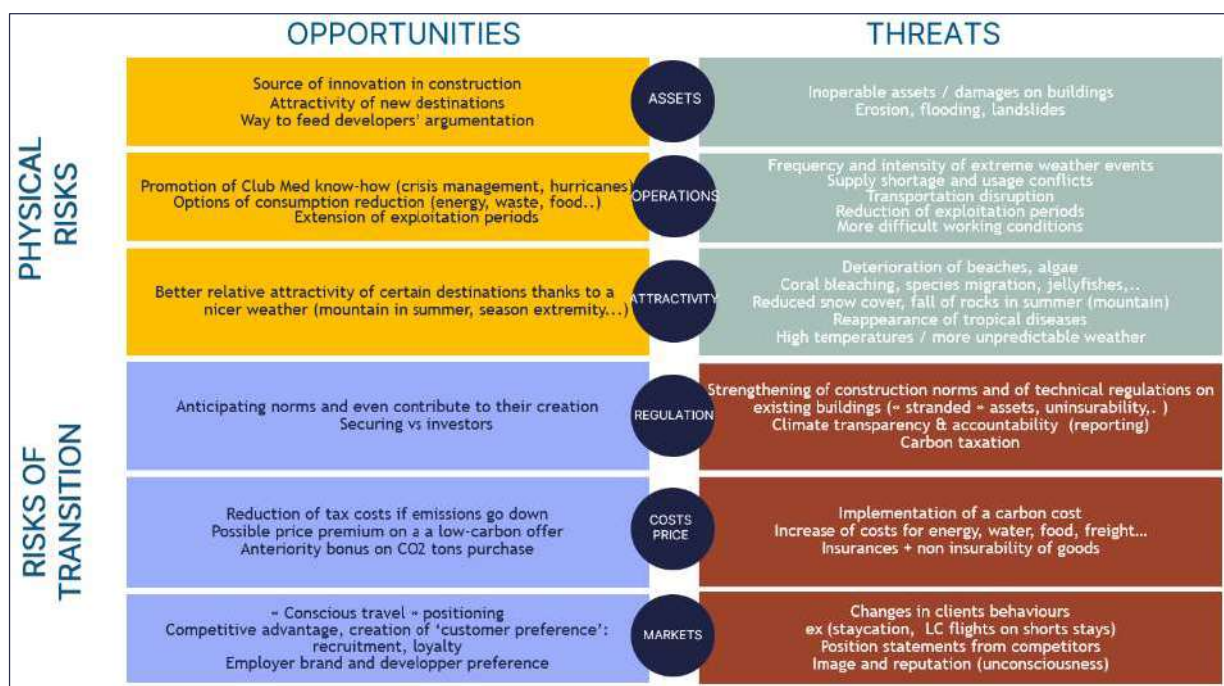 OPPORTUNITIES
THREATS
PHYSICAL
RISKS
Source of innovation in construction
Attractivity of new destinations
Way to feed developers' argumentation
ASSETS
Inoperable assets / damages on buildings
Erosion, flooding, landslides
Promotion of Club Med know-how (crisis management, hurricanes)
Options of consumption reduction (energy, waste, food..)
Extension of exploitation periods
OPERATIONS
Frequency and intensity of extreme weather events
Supply shortage and usage conflicts
Transportation disruption
Reduction of exploitation periods
More difficult working conditions
Better relative attractivity of certain destinations thanks to a
nicer weather (mountain in summer, season extremity...)
ATTRACTIVITY
Deterioration of beaches, algae
Coral bleaching, species migration, jellyfishes,..
Reduced snow cover, fall of rocks in summer (mountain)
Reappearance of tropical diseases
High temperatures / more unpredictable weather
RISKS OF
TRANSITION
Anticipating norms and even contribute to their creation
Securing vs investors
REGULATION
Strengthening of construction norms and of technical regulations on
existing buildings (« stranded » assets, uninsurability,. )
Climate transparency & accountability (reporting)
Carbon taxation
Reduction of tax costs if emissions go down
Possible price premium on a a low-carbon offer
Anteriority bonus on CO2 tons purchase
COSTS
PRICE
Implementation of a carbon cost
Increase of costs for energy, water, food, freight...
Insurances + non insurability of goods
« Conscious travel » positioning
Competitive advantage, creation of 'customer preference':
recruitment, loyalty
Employer brand and developper preference
MARKETS
Changes in clients behaviours
ex (staycation, LC flights on shorts stays)
Position statements from competitors
Image and reputation (unconsciousness)